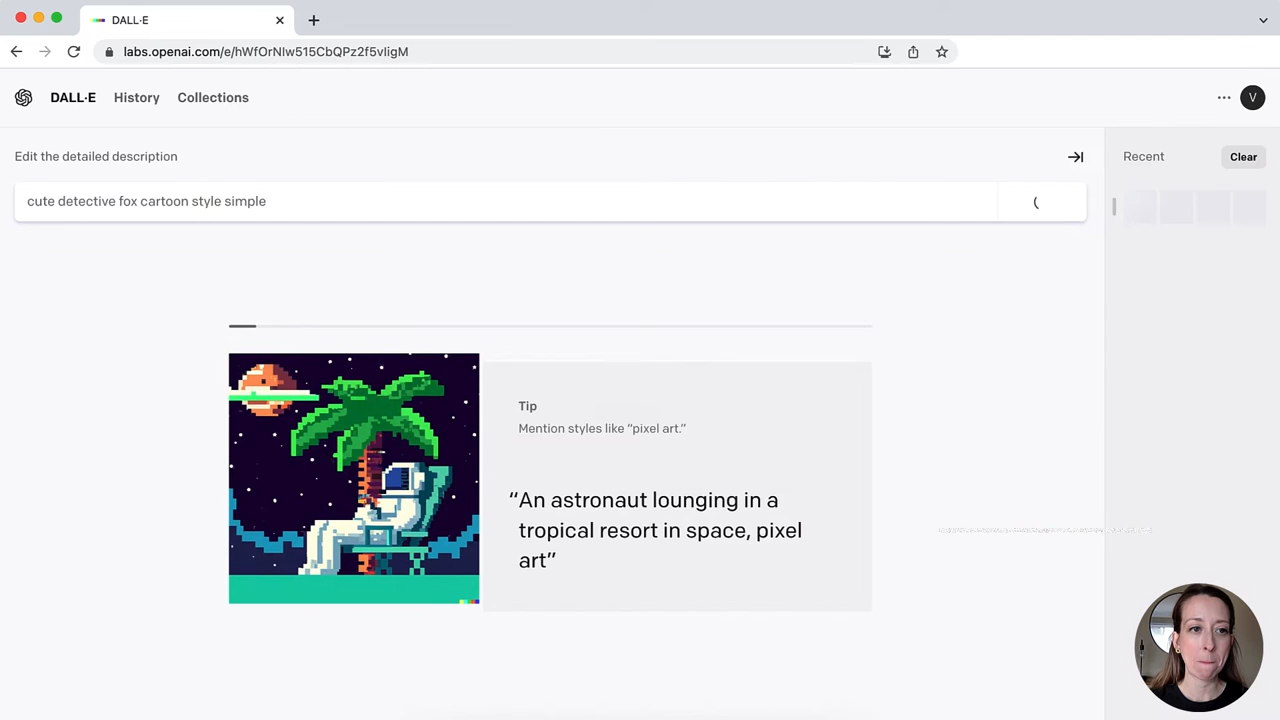 DALL·E
labs.openai.com/e/hWfOrNlw515CbQPz2f5vligM
DALL·E History Collections
V
Edit the detailed description
Recent Clear
cute detective fox cartoon style simple
Tip
Mention styles like “pixel art.”
“An astronaut lounging in a
tropical resort in space, pixel
art”